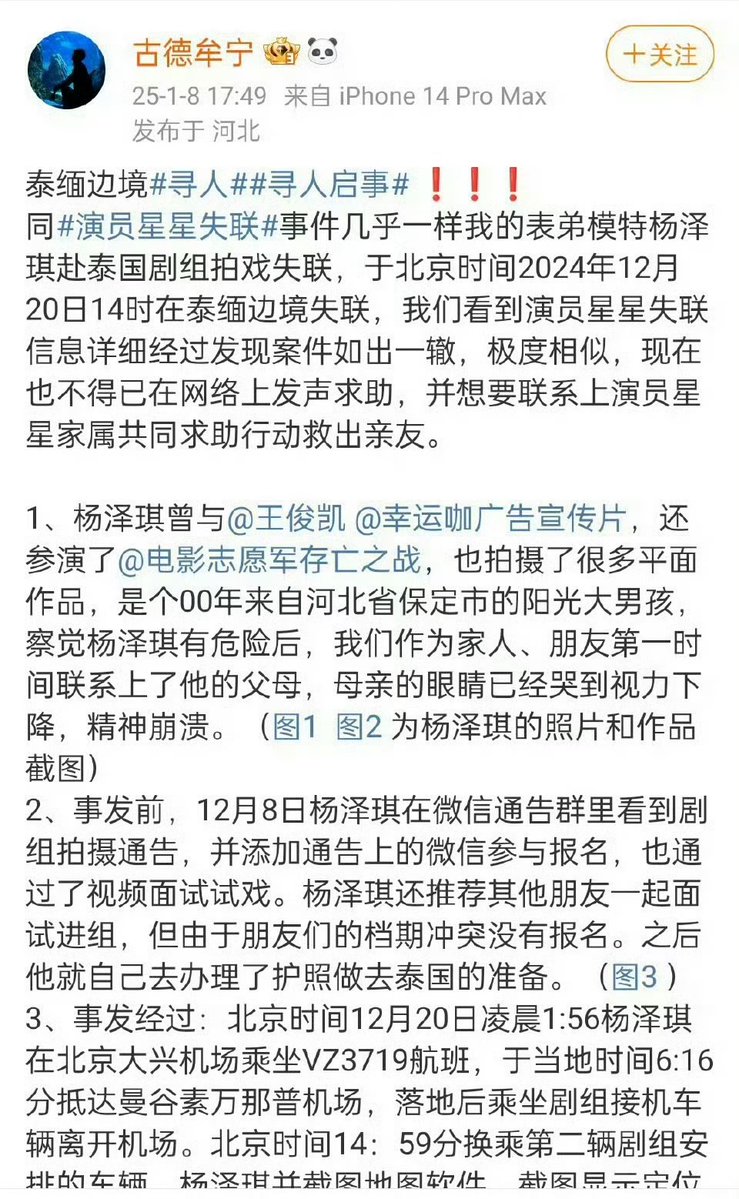 古德牟宁
+关注
25-1-8 17:49 来自 iPhone 14 Pro Max
发布于 河北
泰缅边境#寻人##寻人启事#❗❗❗
同#演员星星失联#事件几乎一样我的表弟模特杨泽
琪赴泰国剧组拍戏失联，于北京时间2024年12月
20日14时在泰缅边境失联，我们看到演员星星失联
信息详细经过发现案件如出一辙，极度相似，现在
也不得已在网络上发声求助，并想要联系上演员星
星家属共同求助行动救出亲友。
1、杨泽琪曾与@王俊凯 @幸运咖广告宣传片，还
参演了@电影志愿军存亡之战，也拍摄了很多平面
作品，是个00年来自河北省保定市的阳光大男孩，
察觉杨泽琪有危险后，我们作为家人、朋友第一时
间联系上了他的父母，母亲的眼睛已经哭到视力下
降，精神崩溃。（图1 图2 为杨泽琪的照片和作品
截图）
2、事发前，12月8日杨泽琪在微信通告群里看到剧
组拍摄通告，并添加通告上的微信参与报名，也通
过了视频面试试戏。杨泽琪还推荐其他朋友一起面
试进组，但由于朋友们的档期冲突没有报名。之后
他就自己去办理了护照做去泰国的准备。（图3 ）
3、事发经过：北京时间12月20日凌晨1:56杨泽琪
在北京大兴机场乘坐VZ3719航班，于当地时间6:16
分抵达曼谷素万那普机场，落地后乘坐剧组接机车
辆离开机场。北京时间14：59分换乘第二辆剧组安
排的车辆，杨泽琪并截图地图软件，截图显示定位